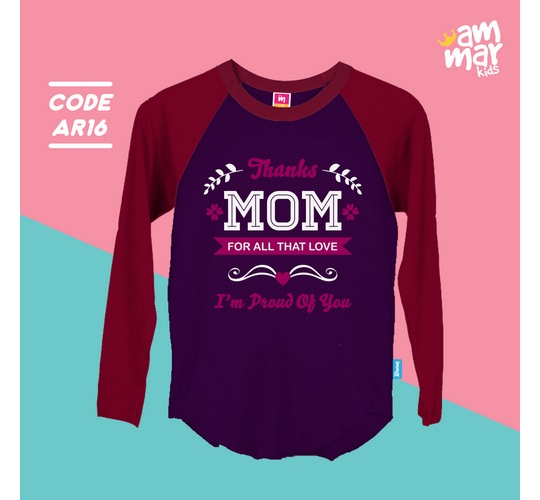 am
mar
kids
CODE
AR16
m
Thanks
MOM
FOR ALL THAT LOVE
I'm Proud Of You